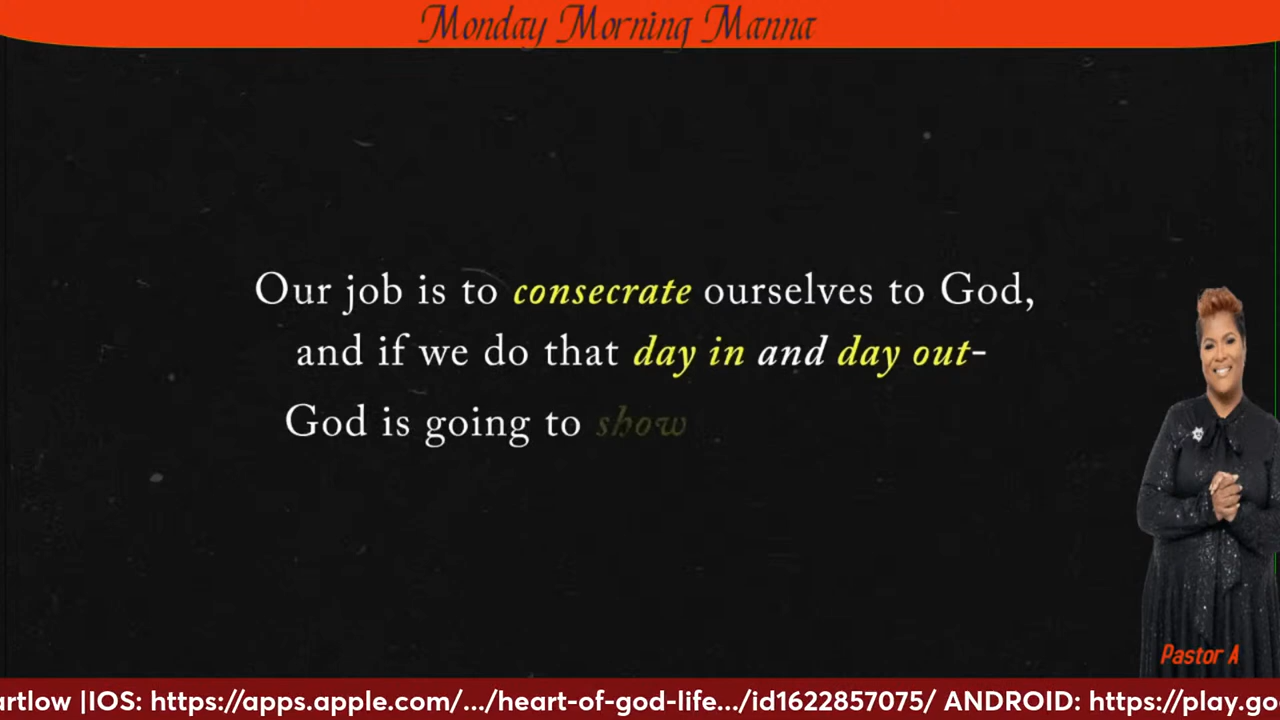 Monday Morning Manna
Our job is to consecrate ourselves to God,
and if we do that day in and day out-
God is going to show
Pastor A
artlow |IOS: https://apps.apple.com/.../heart-of-god-life.../id1622857075/ ANDROID: https://play.go